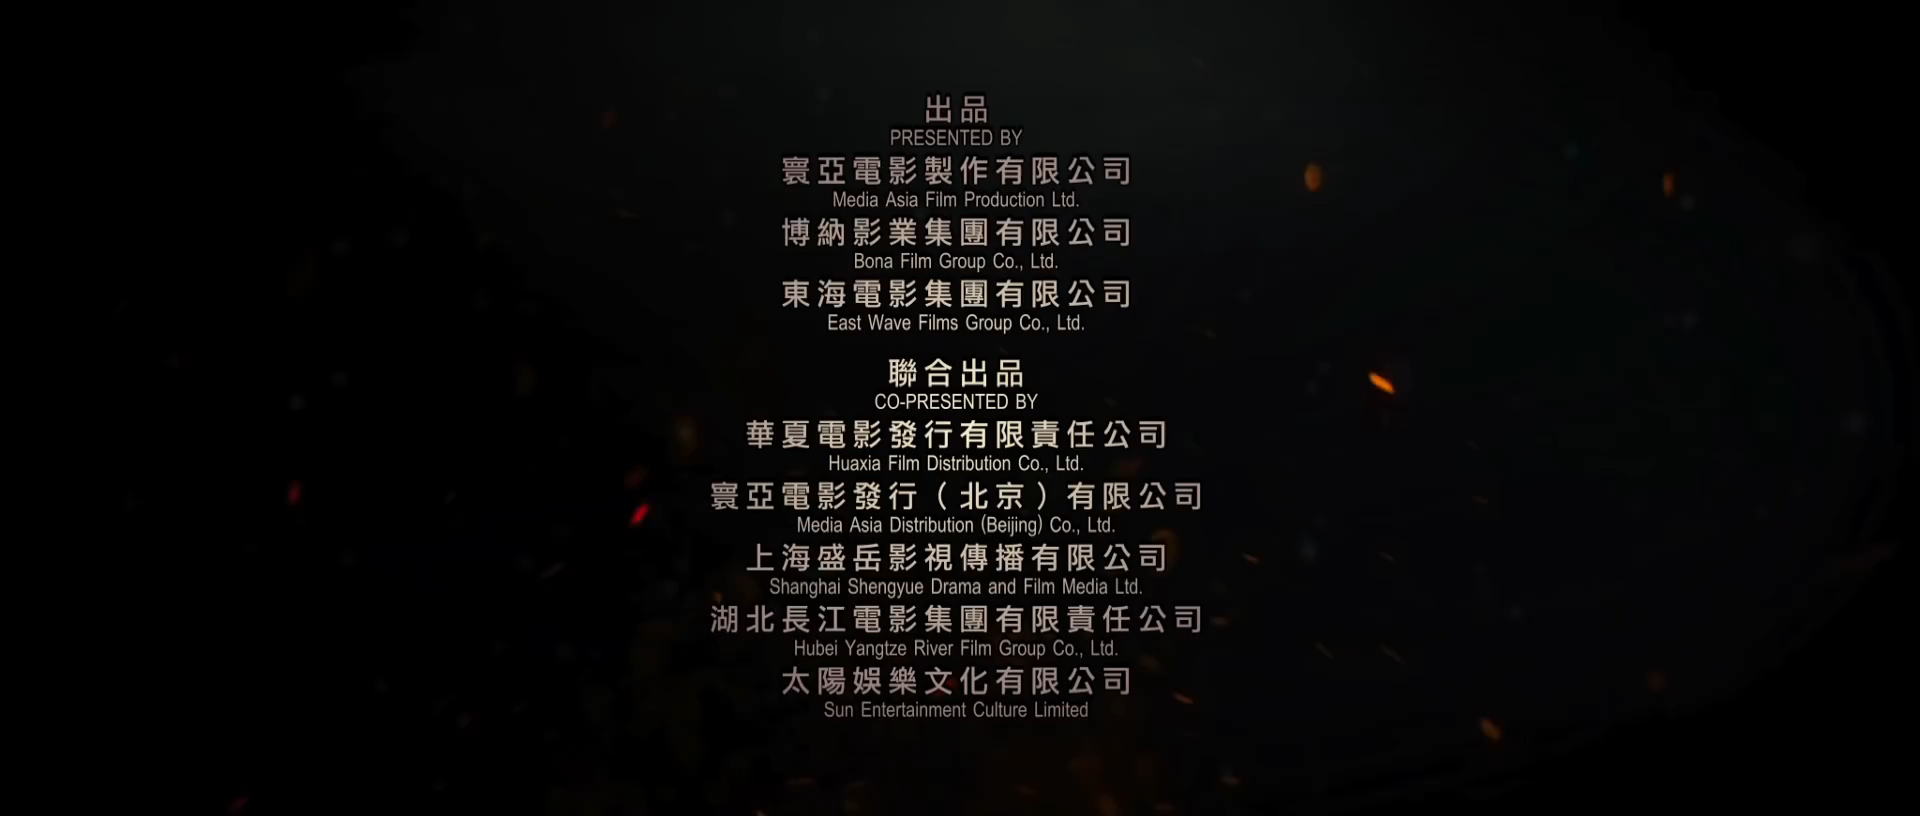 出品
PRESENTED BY
寰亞電影製作有限公司
Media Asia Film Production Ltd.
博納影業集團有限公司
Bona Film Group Co., Ltd.
東海電影集團有限公司
East Wave Films Group Co., Ltd.
聯合出品
CO-PRESENTED BY
華夏電影發行有限責任公司
Huaxia Film Distribution Co., Ltd.
寰亞電影發行（北京）有限公司
Media Asia Distribution (Beijing) Co., Ltd.
上海盛岳影視傳播有限公司
Shanghai Shengyue Drama and Film Media Ltd.
湖北長江電影集團有限責任公司
Hubei Yangtze River Film Group Co., Ltd.
太陽娛樂文化有限公司
Sun Entertainment Culture Limited